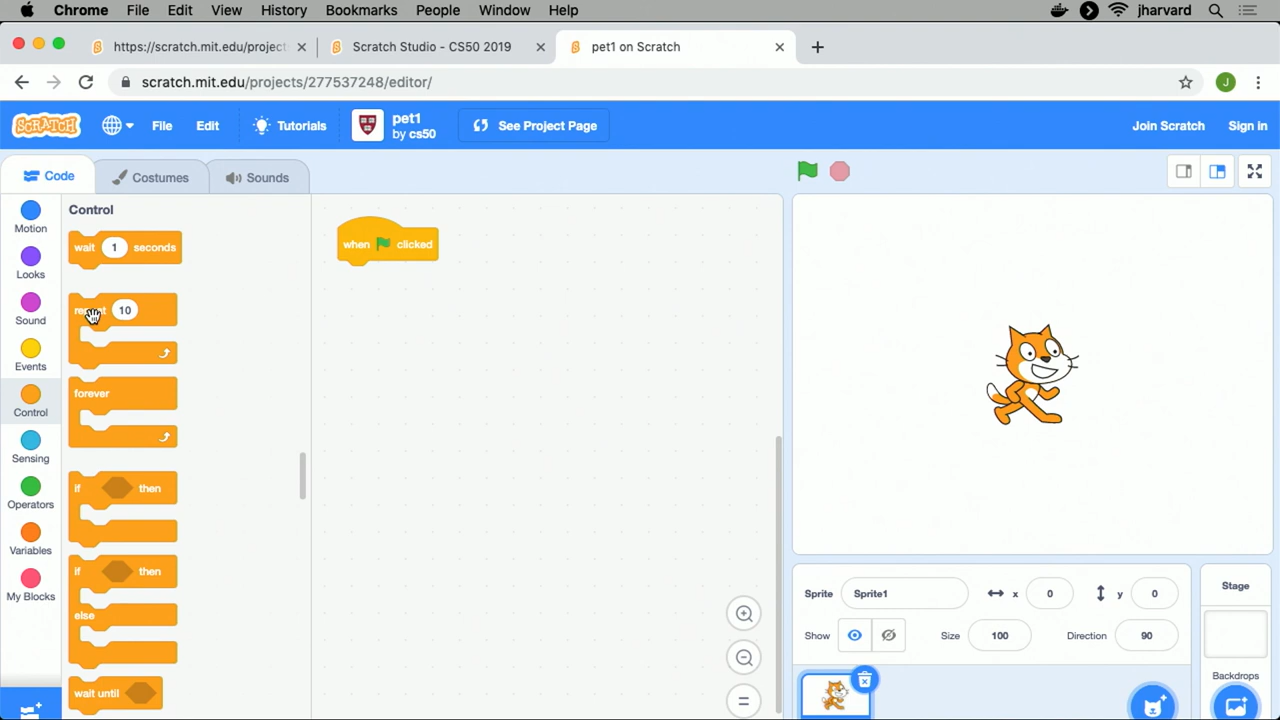 Chrome File Edit View History Bookmarks People Window Help jharvard
https://scratch.mit.edu/project Scratch Studio - CS50 2019 pet1 on Scratch
scratch.mit.edu/projects/277537248/editor/ J
SCRATCH File Edit Tutorials pet1 by cs50 See Project Page Join Scratch Sign in
Code Costumes Sounds
Motion
Looks
Sound
Events
Control
Sensing
Operators
Variables
My Blocks
Control
wait 1 seconds
10
forever
if then
if then
else
wait until
when clicked
Sprite Sprite1 x 0 y 0
Show Size 100 Direction 90
Stage
Backdrops